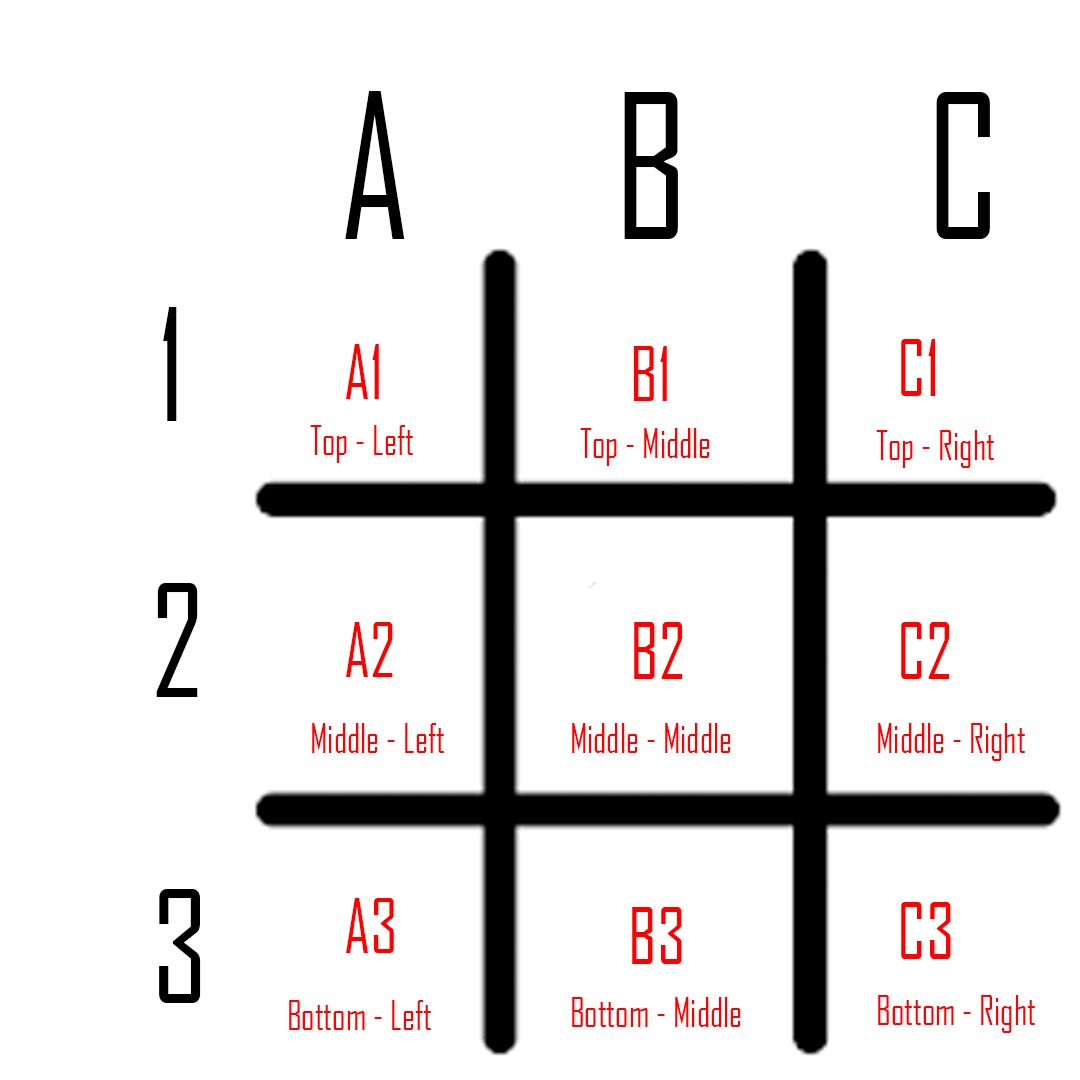 A B C
1
A1 B1 C1
Top - Left Top - Middle Top - Right
2
A2 B2 C2
Middle - Left Middle - Middle Middle - Right
3
A3 B3 C3
Bottom - Left Bottom - Middle Bottom - Right